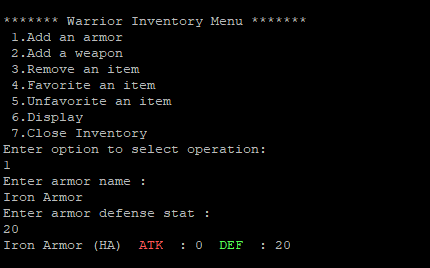 ******* Warrior Inventory Menu *******
1.Add an armor
2.Add a weapon
3.Remove an item
4.Favorite an item
5.Unfavorite an item
6.Display
7.Close Inventory
Enter option to select operation:
1
Enter armor name :
Iron Armor
Enter armor defense stat :
20
Iron Armor (HA)  ATK  : 0  DEF  : 20